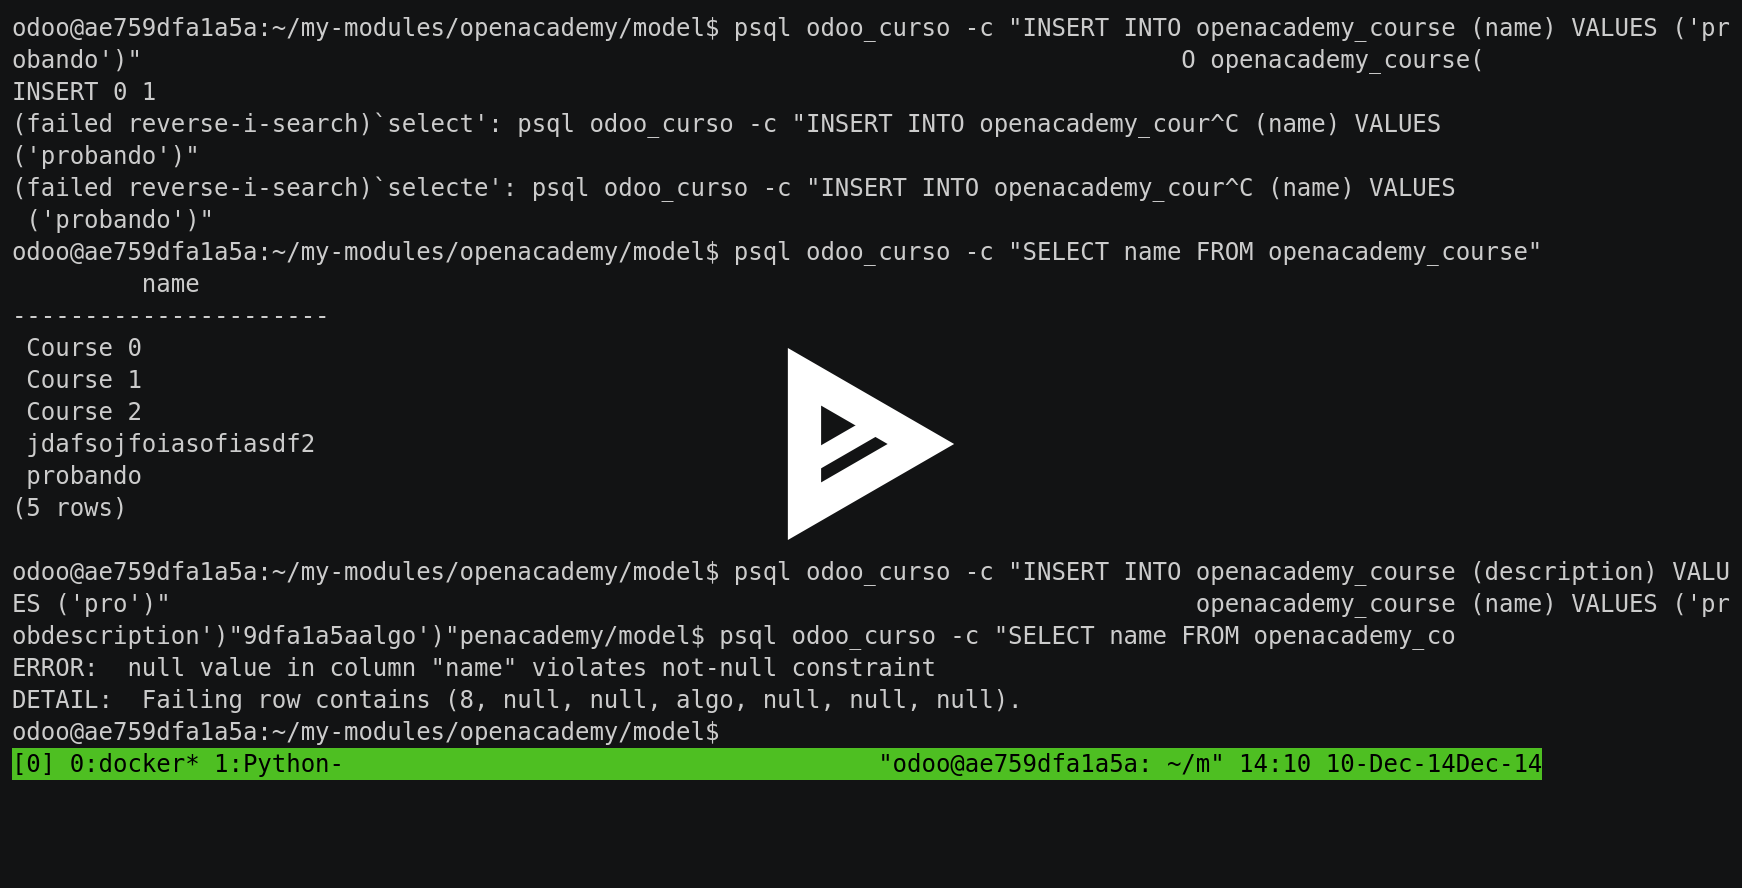 odoo@ae759dfa1a5a:~/my-modules/openacademy/model$ psql odoo_curso -c "INSERT INTO openacademy_course (name) VALUES ('pr
obando')"                                                                        O openacademy_course(
INSERT 0 1
(failed reverse-i-search)`select': psql odoo_curso -c "INSERT INTO openacademy_cour^C (name) VALUES
('probando')"
(failed reverse-i-search)`selecte': psql odoo_curso -c "INSERT INTO openacademy_cour^C (name) VALUES
 ('probando')"
odoo@ae759dfa1a5a:~/my-modules/openacademy/model$ psql odoo_curso -c "SELECT name FROM openacademy_course"
         name
----------------------
 Course 0
 Course 1
 Course 2
 jdafsojfoiasofiasdf2
 probando
(5 rows)

odoo@ae759dfa1a5a:~/my-modules/openacademy/model$ psql odoo_curso -c "INSERT INTO openacademy_course (description) VALU
ES ('pro')"                                                                       openacademy_course (name) VALUES ('pr
obdescription')"9dfa1a5aalgo')"penacademy/model$ psql odoo_curso -c "SELECT name FROM openacademy_co
ERROR:  null value in column "name" violates not-null constraint
DETAIL:  Failing row contains (8, null, null, algo, null, null, null).
odoo@ae759dfa1a5a:~/my-modules/openacademy/model$
[0] 0:docker* 1:Python-                                     "odoo@ae759dfa1a5a: ~/m" 14:10 10-Dec-14Dec-14